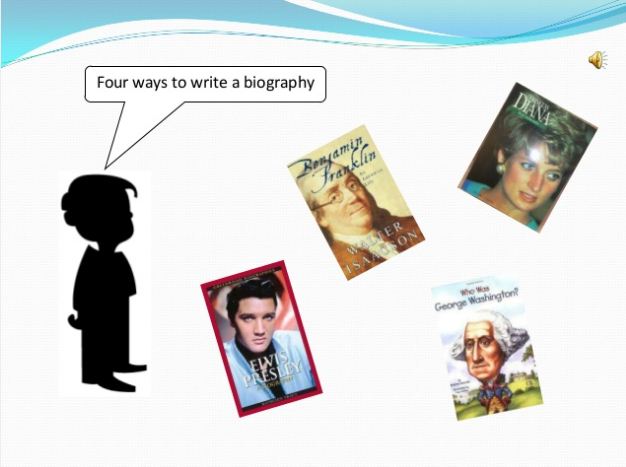 Four ways to write a biography
DIANA
Benjamin
Franklin
WALTER
ISAACSON
ELVIS
PRESLEY
Who Was
George Washington?